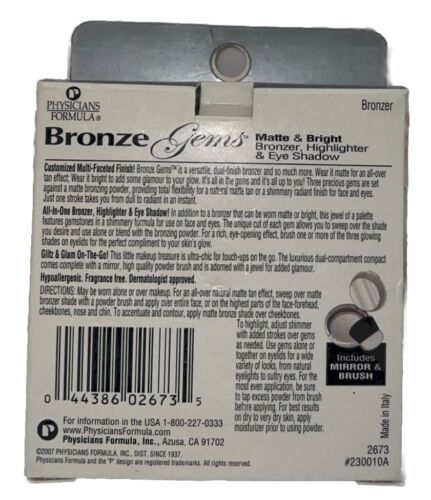 P
PHYSICIANS
FORMULA®
Bronzer
Bronze Gems™
Matte & Bright
Bronzer, Highlighter
& Eye Shadow
Customized Multi-Faceted Finish! Bronze Gems™ is a versatile, dual-finish bronzer and so much more. Wear it matte for an all-over
tan effect; Wear it bright to add some glamour to your glow. It's all in the gems and it's all up to you! Three precious gems are set
against a matte bronzing powder, providing total flexibility for a natural matte tan or a shimmery radiant finish for face and eyes.
Just one stroke takes you from dull to radiant in an instant.
All-In-One Bronzer, Highlighter & Eye Shadow! In addition to a bronzer that can be worn matte or bright, this jewel of a palette
features gemstones in a shimmery formula for use on face and eyes. The unique cut of each gem allows you to sweep over the shade
you desire and use alone or blend with the bronzing powder. For a rich, eye-opening effect, brush one or more of the three glowing
shades on eyelids for the perfect compliment to your skin's glow.
Glitz & Glam On-The-Go! This little makeup treasure is ultra-chic for touch-ups on the go. The luxurious dual-compartment compact
comes complete with a mirror, high quality powder brush and is adorned with a jewel for added glamour.
Hypoallergenic. Fragrance free. Dermatologist approved.
DIRECTIONS: May be worn alone or over makeup. For an all-over natural matte tan effect, sweep over matte
bronzer shade with a powder brush and apply over entire face, or on the highest parts of the face-forehead,
cheekbones, nose and chin. To accentuate and contour, apply matte bronzer shade over cheekbones.
To highlight, adjust shimmer
with added strokes over gems
as needed. Use gems alone or
together on eyelids for a wide
variety of looks, from natural
eyelights to sultry eyes. For the
most even application, be sure
to tap excess powder from brush
before applying. For best results
on dry to very dry skin, apply
moisturizer prior to using powder.
Includes
MIRROR &
BRUSH
Made in Italy
0 44386 02673 5
P
For information in the USA 1-800-227-0333
www.PhysiciansFormula.com
Physicians Formula, Inc., Azusa, CA 91702
©2007 PHYSICIANS FORMULA, INC. DIST. SINCE 1937.
Physicians Formula and the "P" design are registered trademarks. All rights reserved.
2673
#230010A